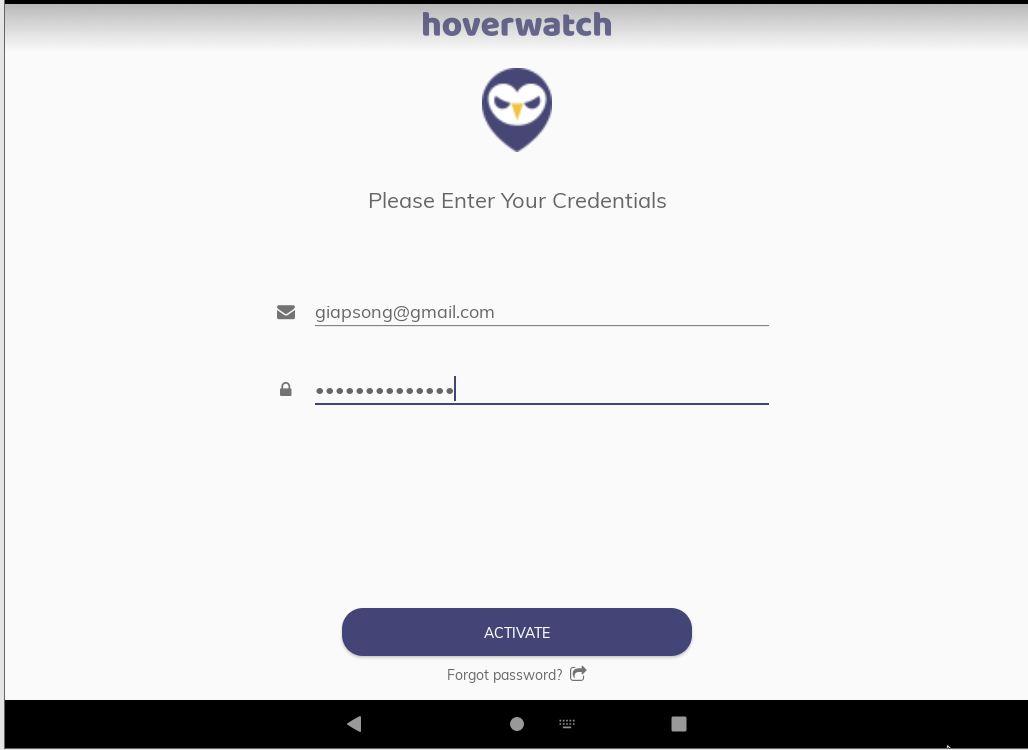 hoverwatch
Please Enter Your Credentials
giapsong@gmail.com
••••••••••••••
ACTIVATE
Forgot password?